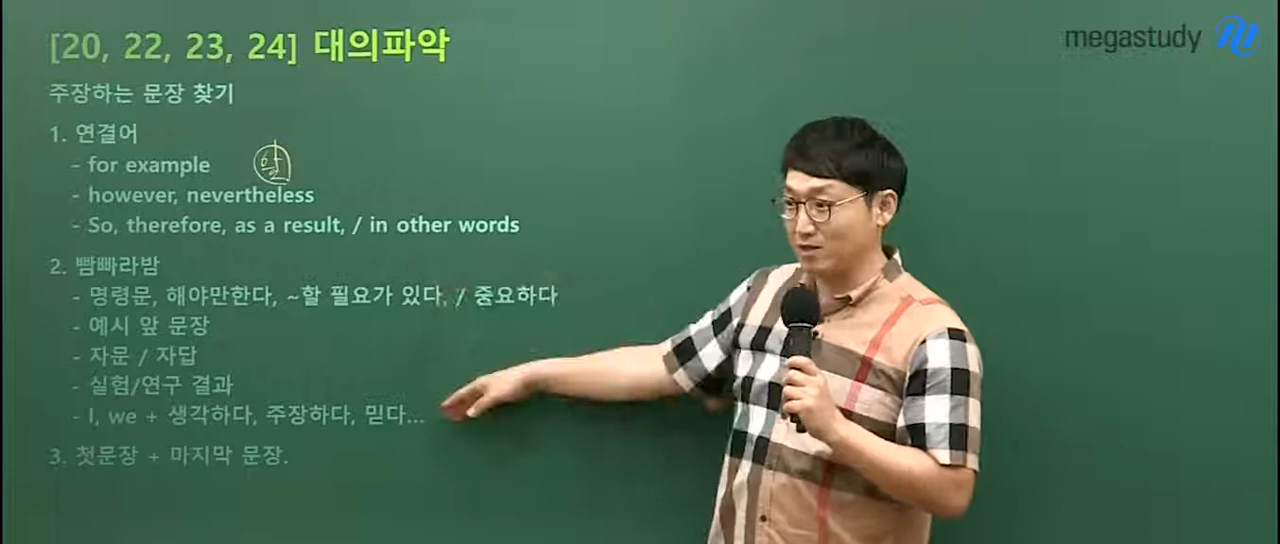 [20, 22, 23, 24] 대의파악
megastudy
주장하는 문장 찾기
1. 연결어
- for example
앞
- however, nevertheless
- So, therefore, as a result, / in other words
2. 빰빠라밤
- 명령문, 해야만한다, ~할 필요가 있다, / 중요하다
- 예시 앞 문장
- 자문 / 자답
- 실험/연구 결과
- I, we + 생각하다, 주장하다, 믿다...
3. 첫문장 + 마지막 문장.